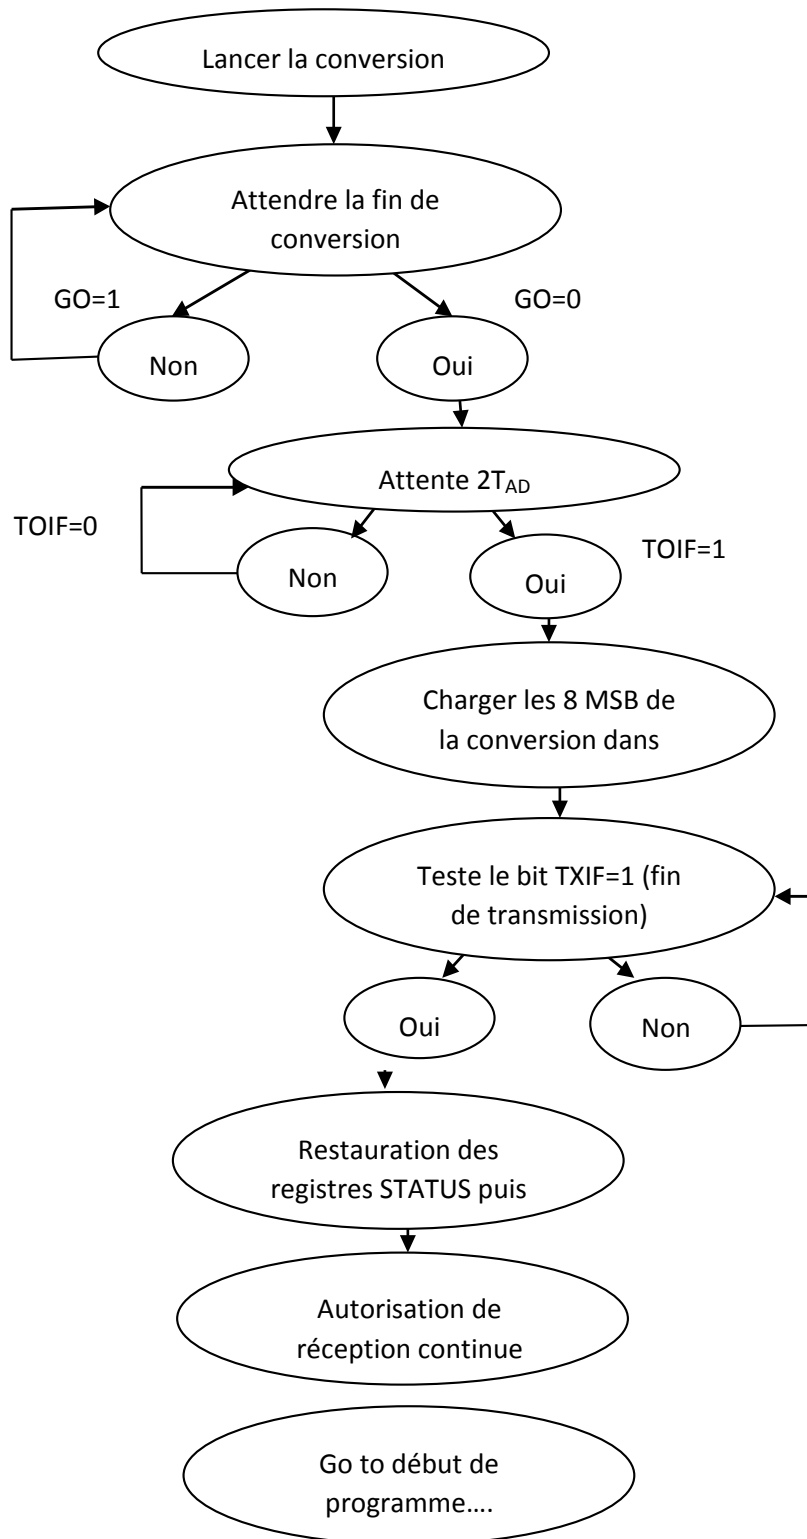 Lancer la conversion
Attendre la fin de
conversion
GO=1
GO=0
Non
Oui
Attente 2TAD
TOIF=0
TOIF=1
Non
Oui
Charger les 8 MSB de
la conversion dans
Teste le bit TXIF=1 (fin
de transmission)
Oui
Non
Restauration des
registres STATUS puis
Autorisation de
réception continue
Go to début de
programme....